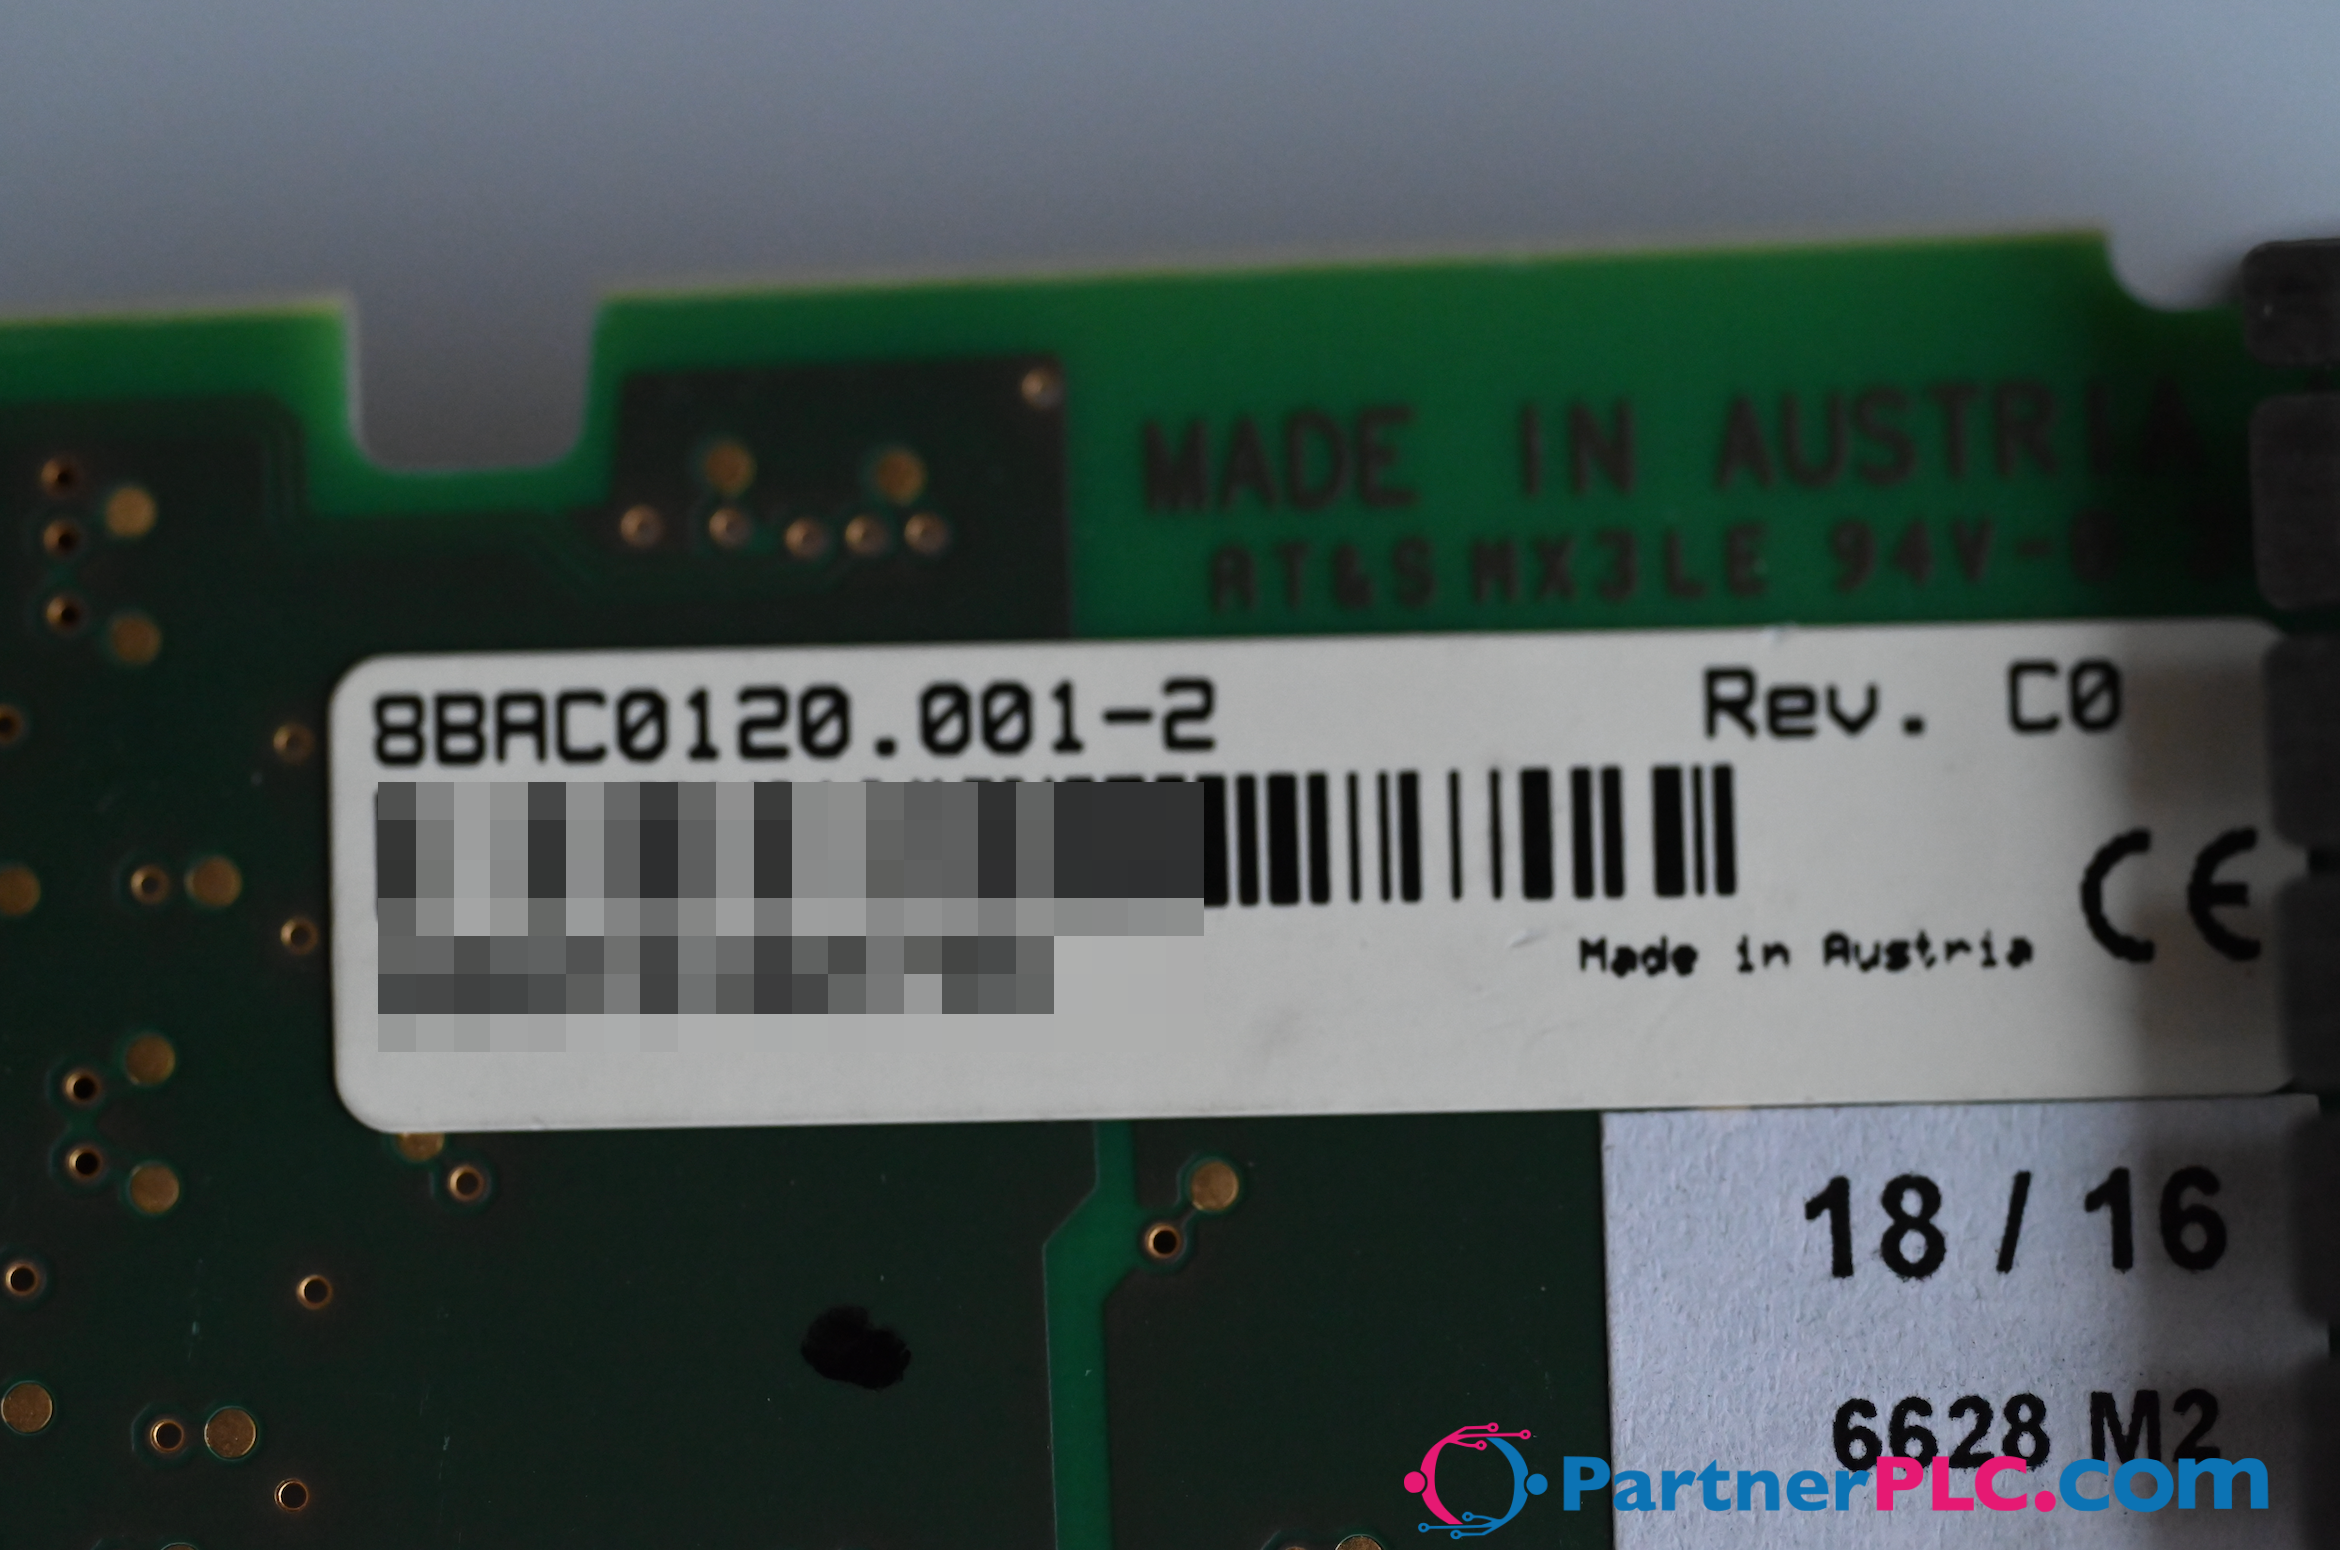 MADE IN AUSTRIA
AT&S MX3LE 94V-0
8BAC0120.001-2 Rev. C0
Made in Austria CE
18 / 16
6628 M2
PartnerPLC.com